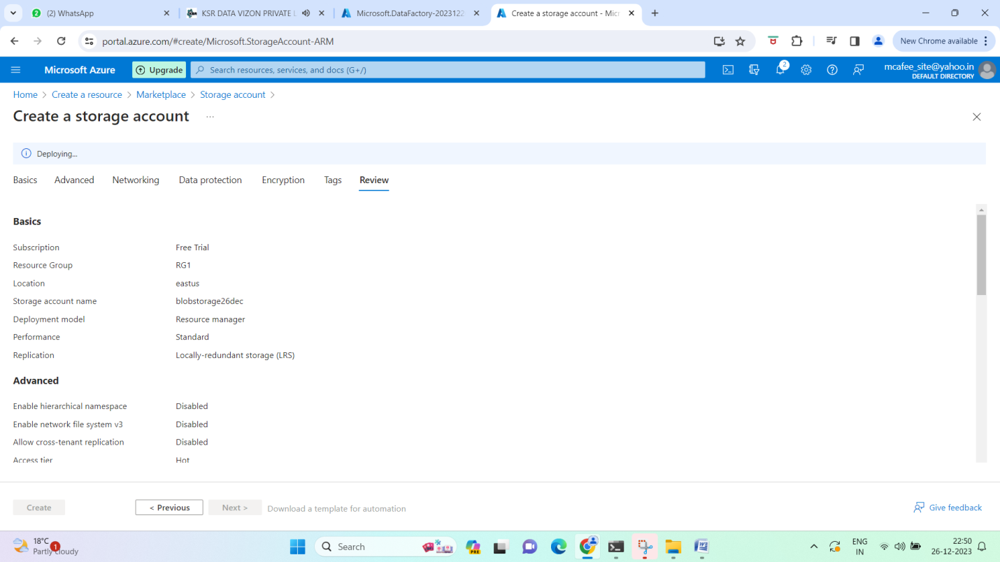 2 (2) WhatsApp
KSR DATA VIZON PRIVATE L
Microsoft.DataFactory-2023122
Create a storage account - Micr
portal.azure.com/#create/Microsoft.StorageAccount-ARM
New Chrome available
Microsoft Azure
Upgrade
Search resources, services, and docs (G+/)
2
mcafee_site@yahoo.in
DEFAULT DIRECTORY
Home > Create a resource > Marketplace > Storage account >
Create a storage account ...
Deploying...
Basics Advanced Networking Data protection Encryption Tags Review
Basics
Subscription Free Trial
Resource Group RG1
Location eastus
Storage account name blobstorage26dec
Deployment model Resource manager
Performance Standard
Replication Locally-redundant storage (LRS)
Advanced
Enable hierarchical namespace Disabled
Enable network file system v3 Disabled
Allow cross-tenant replication Disabled
Access tier Hot
Create < Previous Next > Download a template for automation Give feedback
18°C 1
Partly cloudy
Search
PRE
ENG
IN
22:50
26-12-2023